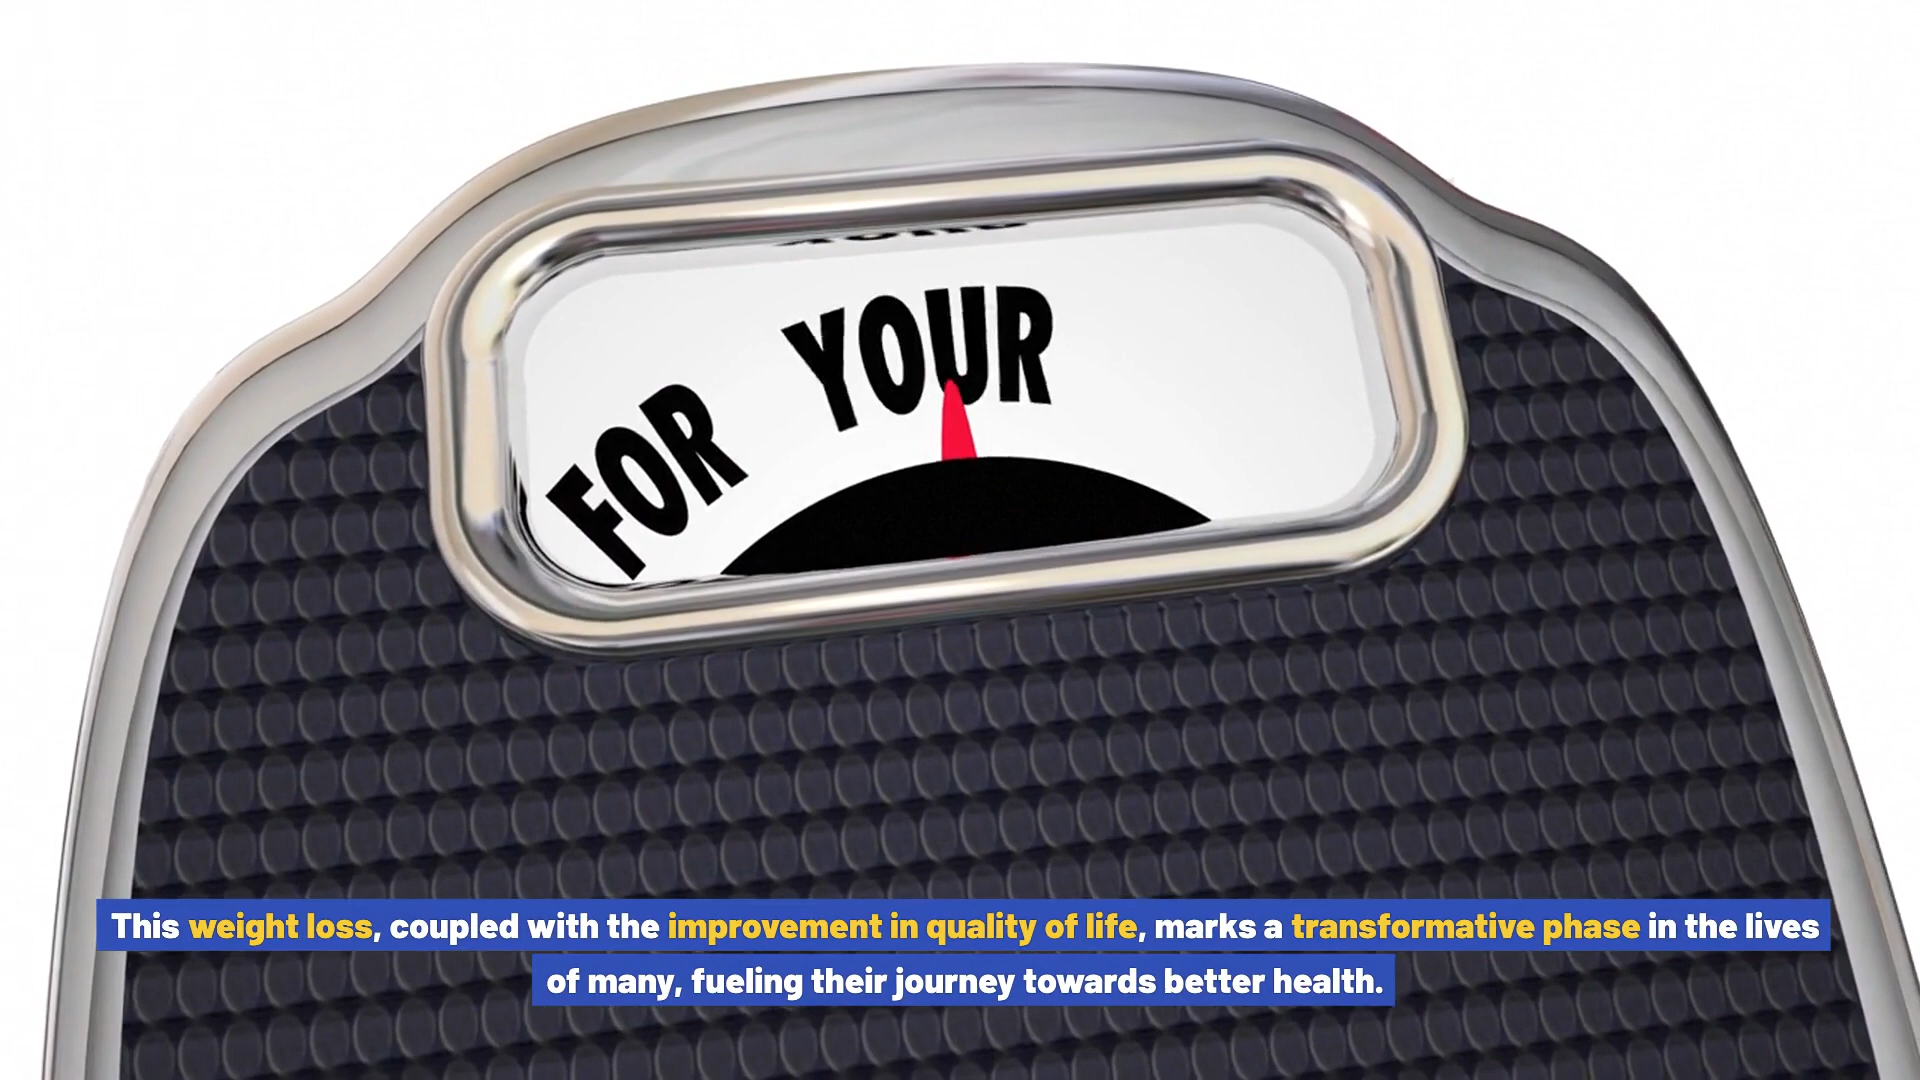 FOR YOUR
This weight loss, coupled with the improvement in quality of life, marks a transformative phase in the lives
of many, fueling their journey towards better health.